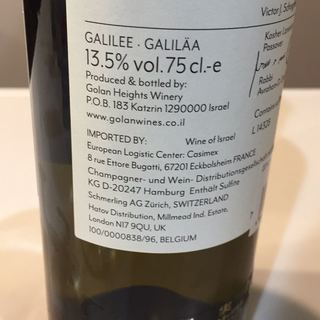 GALILEE · GALILÄA
13.5% vol. 75 cl.-e
Produced & bottled by:
Golan Heights Winery
P.O.B. 183 Katzrin 1290000 Israel
www.golanwines.co.il
IMPORTED BY: Wine of Israel
European Logistic Center: Casimex
8 rue Ettore Bugatti, 67201 Eckbolsheim FRANCE
Champagner- und Wein- Distributionsgesellschaft
KG D-20247 Hamburg Enthält Sulfite
Schmerling AG Zürich, SWITZERLAND
Hatov Distribution, Millmead Ind. Estate,
London N17 9QU, UK
100/0000838/96, BELGIUM
Victor J.
Kosher
Passover
Rabbi
Contains
L 14325